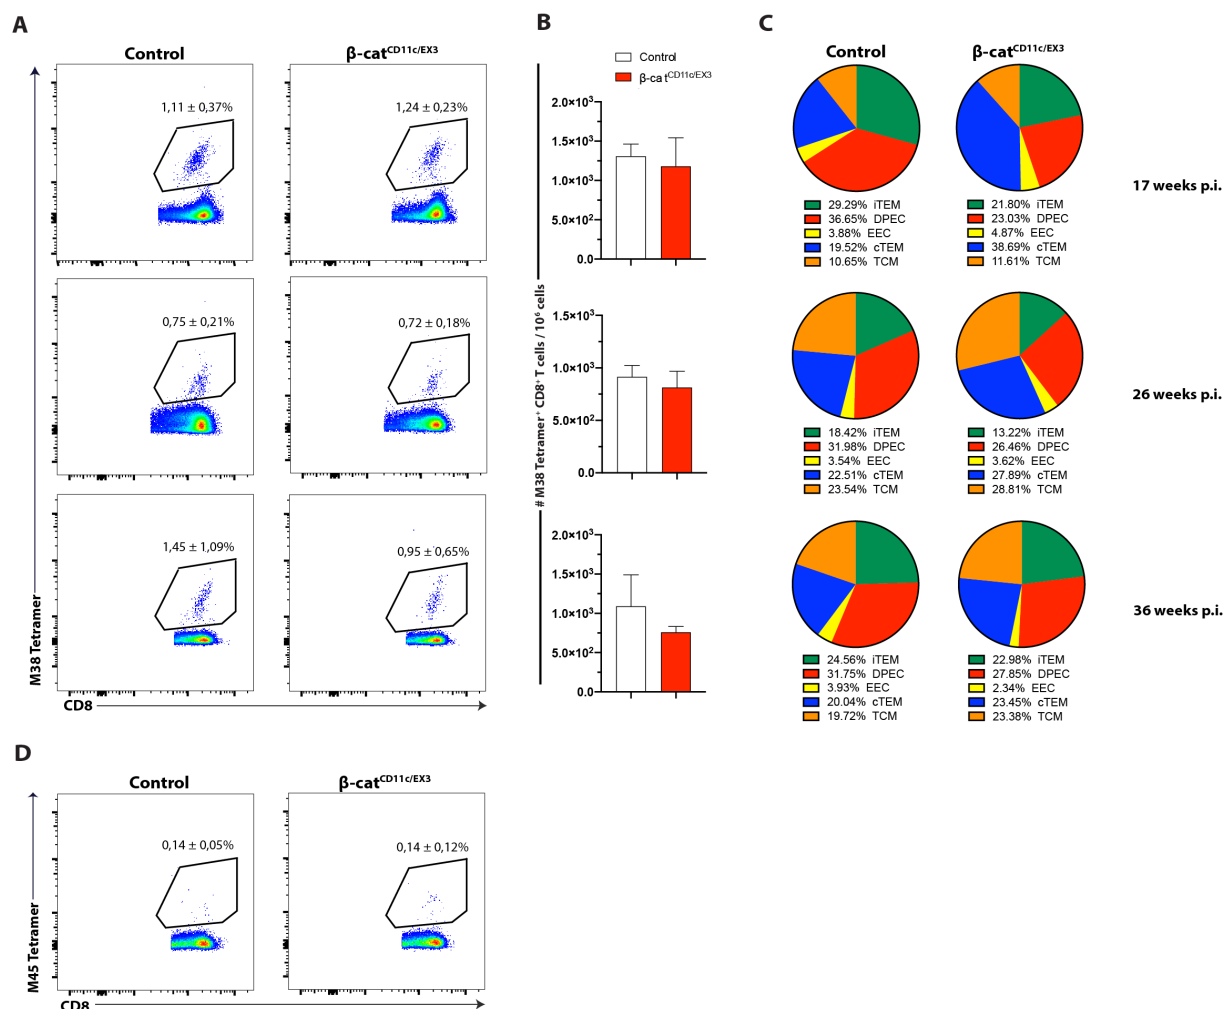 A
Control
β-catCD11c/EX3
1,11 ± 0,37%
1,24 ± 0,23%
0,75 ± 0,21%
0,72 ± 0,18%
1,45 ± 1,09%
0,95 ± 0,65%
M38 Tetramer
CD8
B
Control
β-catCD11c/EX3
# M38 Tetramer+ CD8+ T cells / 10⁶ cells
2.0×10³
1.5×10³
1.0×10³
5.0×10²
0.0
1.5×10³
1.0×10³
5.0×10²
0.0
2.0×10³
1.5×10³
1.0×10³
5.0×10²
0.0
C
Control
β-catCD11c/EX3
29.29% iTEM
36.65% DPEC
3.88% EEC
19.52% cTEM
10.65% TCM
21.80% iTEM
23.03% DPEC
4.87% EEC
38.69% cTEM
11.61% TCM
17 weeks p.i.
18.42% iTEM
31.98% DPEC
3.54% EEC
22.51% cTEM
23.54% TCM
13.22% iTEM
26.46% DPEC
3.62% EEC
27.89% cTEM
28.81% TCM
26 weeks p.i.
24.56% iTEM
31.75% DPEC
3.93% EEC
20.04% cTEM
19.72% TCM
22.98% iTEM
27.85% DPEC
2.34% EEC
23.45% cTEM
23.38% TCM
36 weeks p.i.
D
Control
β-catCD11c/EX3
0,14 ± 0,05%
0,14 ± 0,12%
M45 Tetramer
CD8